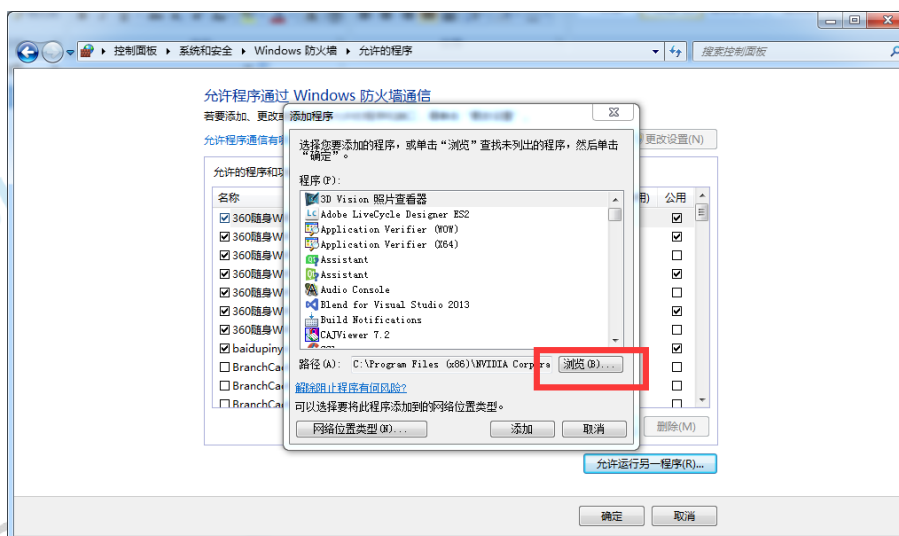 控制面板 ▸ 系统和安全 ▸ Windows 防火墙 ▸ 允许的程序
搜索控制面板
允许程序通过 Windows 防火墙通信
若要添加、更改
添加程序
允许程序通信有
更改设置(N)
选择您要添加的程序，或单击“浏览”查找未列出的程序，然后单击
“确定”。
允许的程序和
程序(P):
名称
公用
3D Vision 照片查看器
Adobe LiveCycle Designer ES2
360随身W
Application Verifier (WOW)
360随身W
Application Verifier (X64)
360随身W
Assistant
360随身W
Assistant
360随身W
Audio Console
360随身W
Blend for Visual Studio 2013
360随身W
Build Notifications
CAJViewer 7.2
baidupiny
路径(A): C:\Program Files (x86)\NVIDIA Corpora
浏览(B)...
BranchCa
解除阻止程序有何风险?
BranchCa
可以选择要将此程序添加到的网络位置类型。
BranchCa
网络位置类型(N)...
添加
取消
删除(M)
允许运行另一程序(R)...
确定
取消